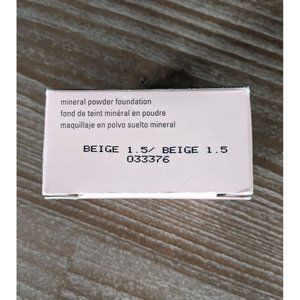 mineral powder foundation
fond de teint minéral en poudre
maquillaje en polvo suelto mineral
BEIGE 1.5/ BEIGE 1.5
033376